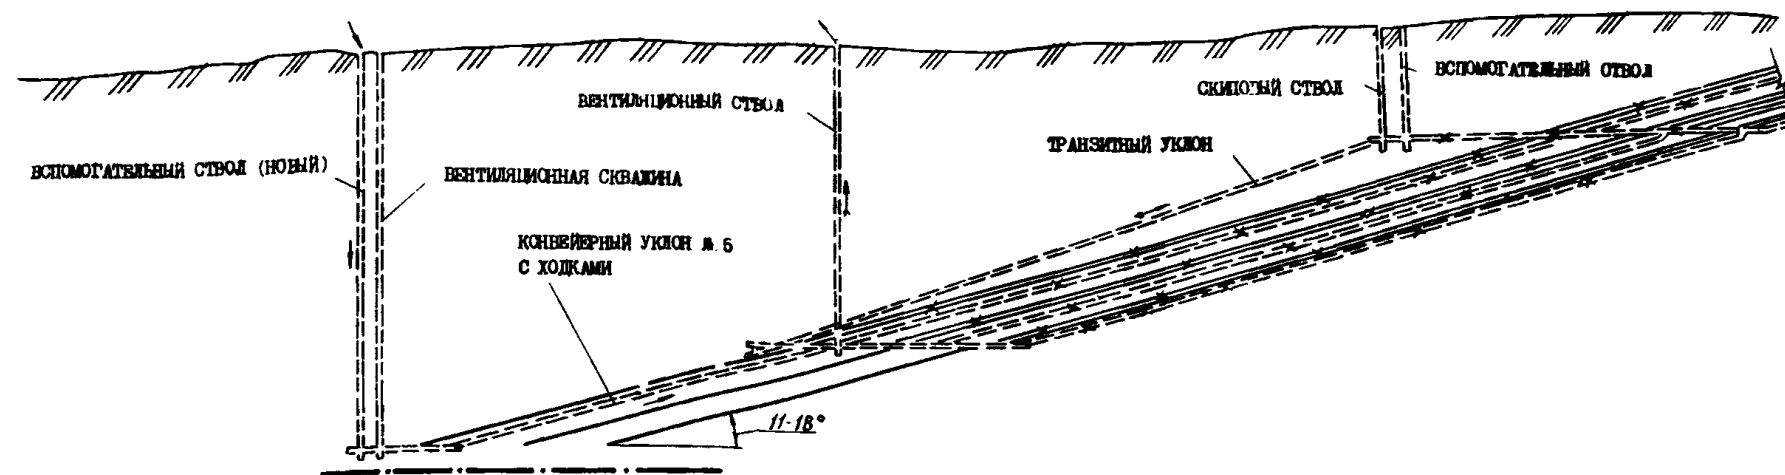 ВСПОМОГАТЕЛЬНЫЙ СТВОЛ (НОВЫЙ)
ВЕНТИЛЯЦИОННАЯ СКВАЖИНА
КОНВЕЙЕРНЫЙ УКЛОН № 5
С ХОДКАМИ
ВЕНТИЛЯЦИОННЫЙ СТВОЛ
СКИПОВЫЙ СТВОЛ
ВСПОМОГАТЕЛЬНЫЙ СТВОЛ
ТРАНЗИТНЫЙ УКЛОН
11-18°